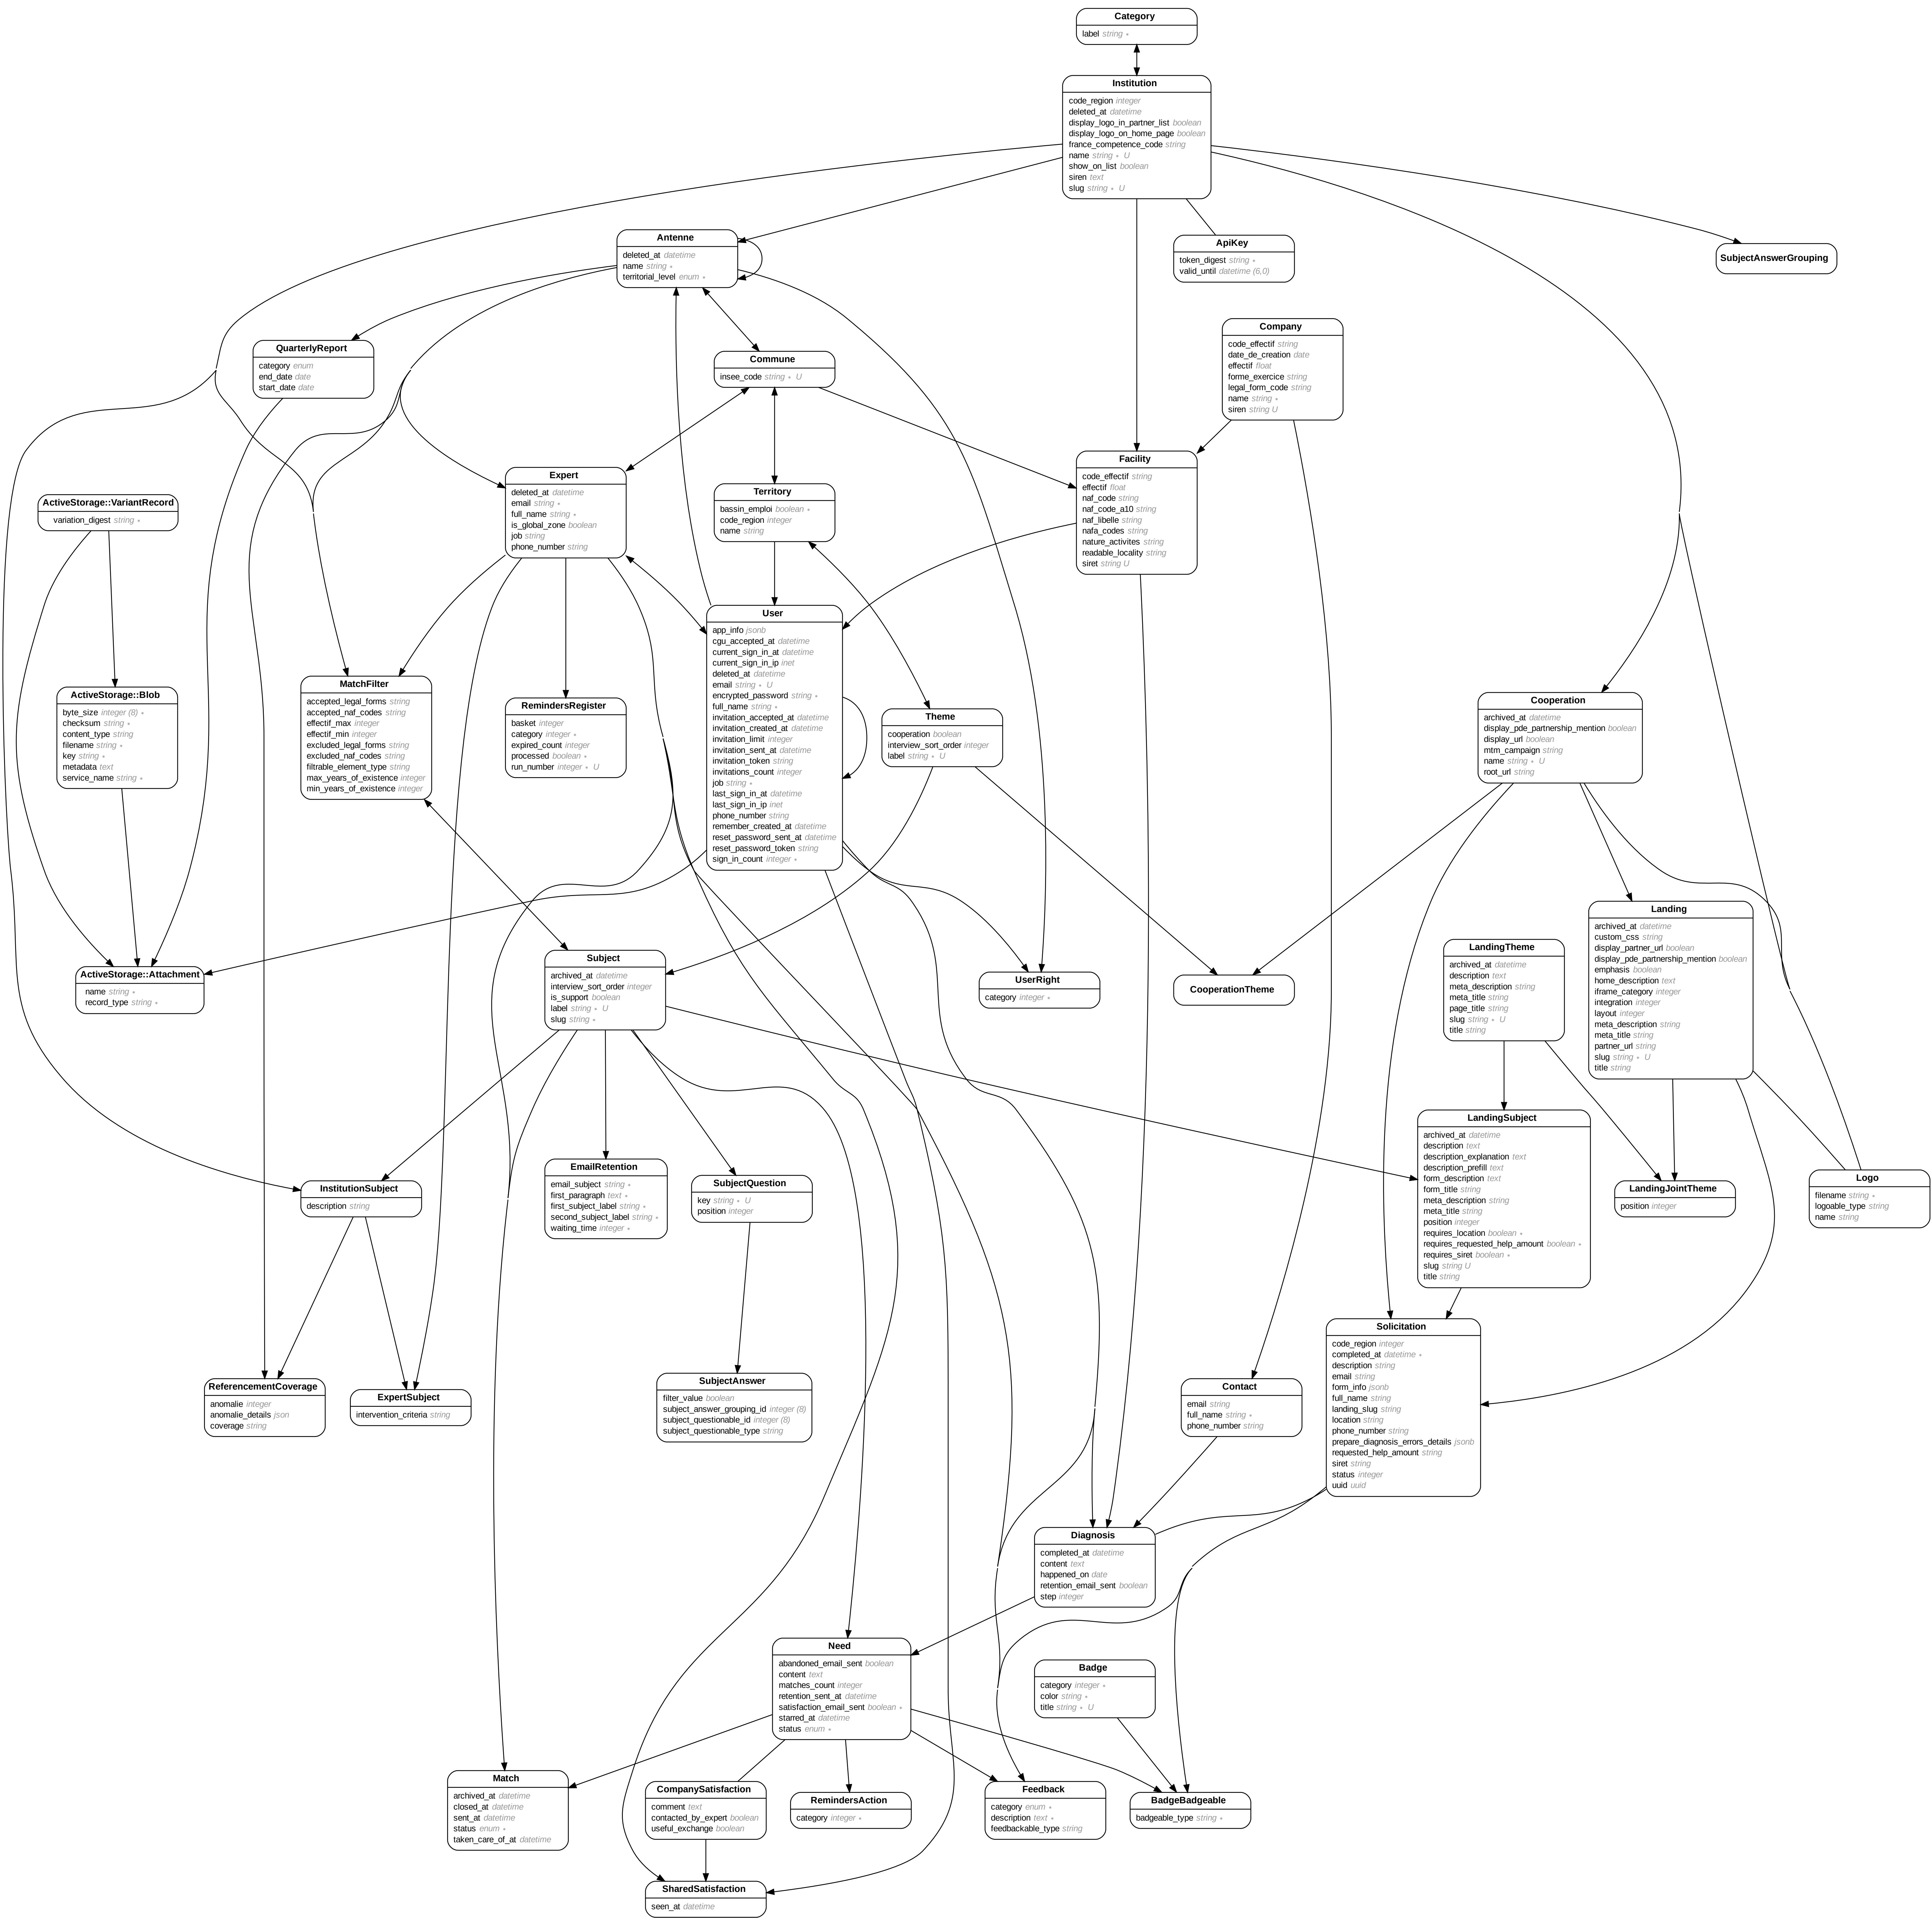 Category
label string ∗
Institution
code_region integer
deleted_at datetime
display_logo_in_partner_list boolean
display_logo_on_home_page boolean
france_competence_code string
name string ∗ U
show_on_list boolean
siren text
slug string ∗ U
Antenne
deleted_at datetime
name string ∗
territorial_level enum ∗
ApiKey
token_digest string ∗
valid_until datetime (6,0)
SubjectAnswerGrouping
QuarterlyReport
category enum
end_date date
start_date date
Commune
insee_code string ∗ U
Company
code_effectif string
date_de_creation date
effectif float
forme_exercice string
legal_form_code string
name string ∗
siren string U
Expert
deleted_at datetime
email string ∗
full_name string ∗
is_global_zone boolean
job string
phone_number string
Facility
code_effectif string
effectif float
naf_code string
naf_code_a10 string
naf_libelle string
nafa_codes string
nature_activites string
readable_locality string
siret string U
ActiveStorage::VariantRecord
variation_digest string ∗
Territory
bassin_emploi boolean ∗
code_region integer
name string
User
app_info jsonb
cgu_accepted_at datetime
current_sign_in_at datetime
current_sign_in_ip inet
deleted_at datetime
email string ∗ U
encrypted_password string ∗
full_name string ∗
invitation_accepted_at datetime
invitation_created_at datetime
invitation_limit integer
invitation_sent_at datetime
invitation_token string
invitations_count integer
job string ∗
last_sign_in_at datetime
last_sign_in_ip inet
phone_number string
remember_created_at datetime
reset_password_sent_at datetime
reset_password_token string
sign_in_count integer ∗
MatchFilter
accepted_legal_forms string
accepted_naf_codes string
effectif_max integer
effectif_min integer
excluded_legal_forms string
excluded_naf_codes string
filtrable_element_type string
max_years_of_existence integer
min_years_of_existence integer
ActiveStorage::Blob
byte_size integer (8) ∗
checksum string ∗
content_type string
filename string ∗
key string ∗
metadata text
service_name string ∗
RemindersRegister
basket integer
category integer ∗
expired_count integer
processed boolean ∗
run_number integer ∗ U
Theme
cooperation boolean
interview_sort_order integer
label string ∗ U
Cooperation
archived_at datetime
display_pde_partnership_mention boolean
display_url boolean
mtm_campaign string
name string ∗ U
root_url string
Landing
archived_at datetime
custom_css string
display_partner_url boolean
display_pde_partnership_mention boolean
emphasis boolean
home_description text
iframe_category integer
integration integer
layout integer
meta_description string
meta_title string
partner_url string
slug string ∗ U
title string
LandingTheme
archived_at datetime
description text
meta_description string
meta_title string
page_title string
slug string ∗ U
title string
Subject
archived_at datetime
interview_sort_order integer
is_support boolean
label string ∗ U
slug string ∗
ActiveStorage::Attachment
name string ∗
record_type string ∗
UserRight
category integer ∗
CooperationTheme
LandingSubject
archived_at datetime
description text
description_explanation text
description_prefill text
form_description text
form_title string
meta_description string
meta_title string
position integer
requires_location boolean ∗
requires_requested_help_amount boolean ∗
requires_siret boolean ∗
slug string U
title string
EmailRetention
email_subject string ∗
first_paragraph text ∗
first_subject_label string ∗
second_subject_label string ∗
waiting_time integer ∗
SubjectQuestion
key string ∗ U
position integer
InstitutionSubject
description string
LandingJointTheme
position integer
Logo
filename string ∗
logoable_type string
name string
Solicitation
code_region integer
completed_at datetime ∗
description string
email string
form_info jsonb
full_name string
landing_slug string
location string
phone_number string
prepare_diagnosis_errors_details jsonb
requested_help_amount string
siret string
status integer
uuid uuid
ReferencementCoverage
anomalie integer
anomalie_details json
coverage string
ExpertSubject
intervention_criteria string
SubjectAnswer
filter_value boolean
subject_answer_grouping_id integer (8)
subject_questionable_id integer (8)
subject_questionable_type string
Contact
email string
full_name string ∗
phone_number string
Diagnosis
completed_at datetime
content text
happened_on date
retention_email_sent boolean
step integer
Need
abandoned_email_sent boolean
content text
matches_count integer
retention_sent_at datetime
satisfaction_email_sent boolean ∗
starred_at datetime
status enum ∗
Badge
category integer ∗
color string ∗
title string ∗ U
Match
archived_at datetime
closed_at datetime
sent_at datetime
status enum ∗
taken_care_of_at datetime
CompanySatisfaction
comment text
contacted_by_expert boolean
useful_exchange boolean
RemindersAction
category integer ∗
Feedback
category enum ∗
description text ∗
feedbackable_type string
BadgeBadgeable
badgeable_type string ∗
SharedSatisfaction
seen_at datetime